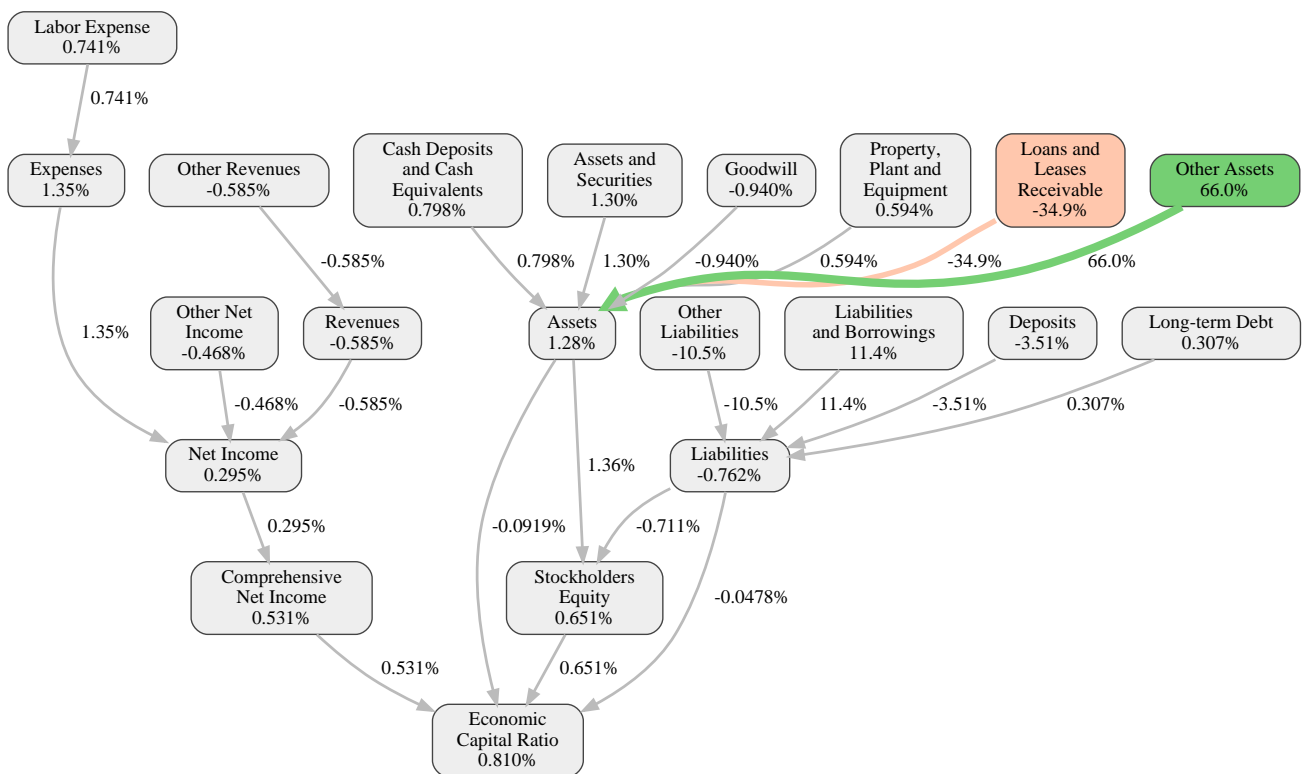 Labor Expense
0.741%
0.741%
Expenses
1.35%
Other Revenues
-0.585%
Cash Deposits
and Cash
Equivalents
0.798%
Assets and
Securities
1.30%
Goodwill
-0.940%
Property,
Plant and
Equipment
0.594%
Loans and
Leases
Receivable
-34.9%
Other Assets
66.0%
-0.585%
0.798%
1.30%
-0.940%
0.594%
-34.9%
66.0%
1.35%
Other Net
Income
-0.468%
Revenues
-0.585%
Assets
1.28%
Other
Liabilities
-10.5%
Liabilities
and Borrowings
11.4%
Deposits
-3.51%
Long-term Debt
0.307%
-0.468%
-0.585%
-10.5%
11.4%
-3.51%
0.307%
Net Income
0.295%
1.36%
Liabilities
-0.762%
0.295%
-0.0919%
-0.711%
Comprehensive
Net Income
0.531%
Stockholders
Equity
0.651%
-0.0478%
0.531%
0.651%
Economic
Capital Ratio
0.810%